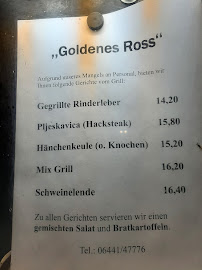 „Goldenes Ross“
Aufgrund unseres Mangels an Personal, bieten wir
Ihnen folgende Gerichte vom Grill:
Gegrillte Rinderleber 14,20
Pljeskavica (Hacksteak) 15,80
Hänchenkeule (o. Knochen) 15,20
Mix Grill 16,20
Schweinelende 16,40
Zu allen Gerichten servieren wir einen
gemischten Salat und Bratkartoffeln.
Tel.: 06441/47776